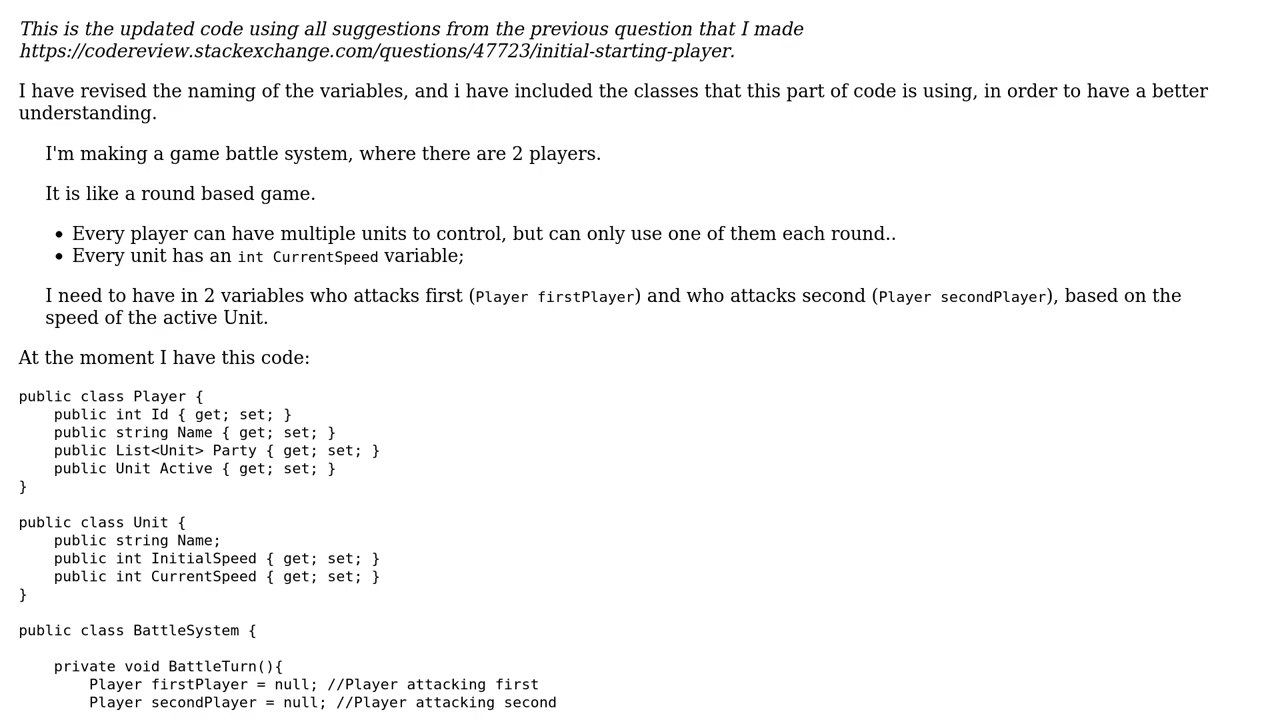 This is the updated code using all suggestions from the previous question that I made
https://codereview.stackexchange.com/questions/47723/initial-starting-player.
I have revised the naming of the variables, and i have included the classes that this part of code is using, in order to have a better
understanding.
I'm making a game battle system, where there are 2 players.
It is like a round based game.
• Every player can have multiple units to control, but can only use one of them each round..
• Every unit has an int CurrentSpeed variable;
I need to have in 2 variables who attacks first (Player firstPlayer) and who attacks second (Player secondPlayer), based on the
speed of the active Unit.
At the moment I have this code:
public class Player {
    public int Id { get; set; }
    public string Name { get; set; }
    public List<Unit> Party { get; set; }
    public Unit Active { get; set; }
}
public class Unit {
    public string Name;
    public int InitialSpeed { get; set; }
    public int CurrentSpeed { get; set; }
}
public class BattleSystem {
    private void BattleTurn(){
        Player firstPlayer = null; //Player attacking first
        Player secondPlayer = null; //Player attacking second